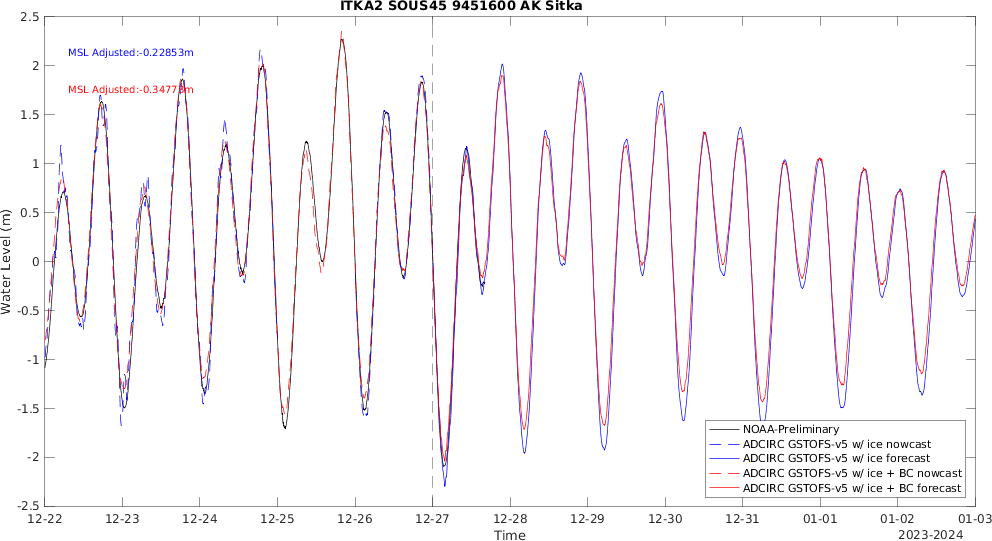 ITKA2 SOUS45 9451600 AK Sitka
MSL Adjusted:-0.22853m
MSL Adjusted:-0.3477 m
Water Level (m)
2.5
2
1.5
1
0.5
0
-0.5
-1
-1.5
-2
-2.5
NOAA-Preliminary
ADCIRC GSTOFS-v5 w/ ice nowcast
ADCIRC GSTOFS-v5 w/ ice forecast
ADCIRC GSTOFS-v5 w/ice + BC nowcast
ADCIRC GSTOFS-v5 w/ice + BC forecast
12-22 12-23 12-24 12-25 12-26 12-27 12-28 12-29 12-30 12-31 01-01 01-02 01-03
Time
2023-2024